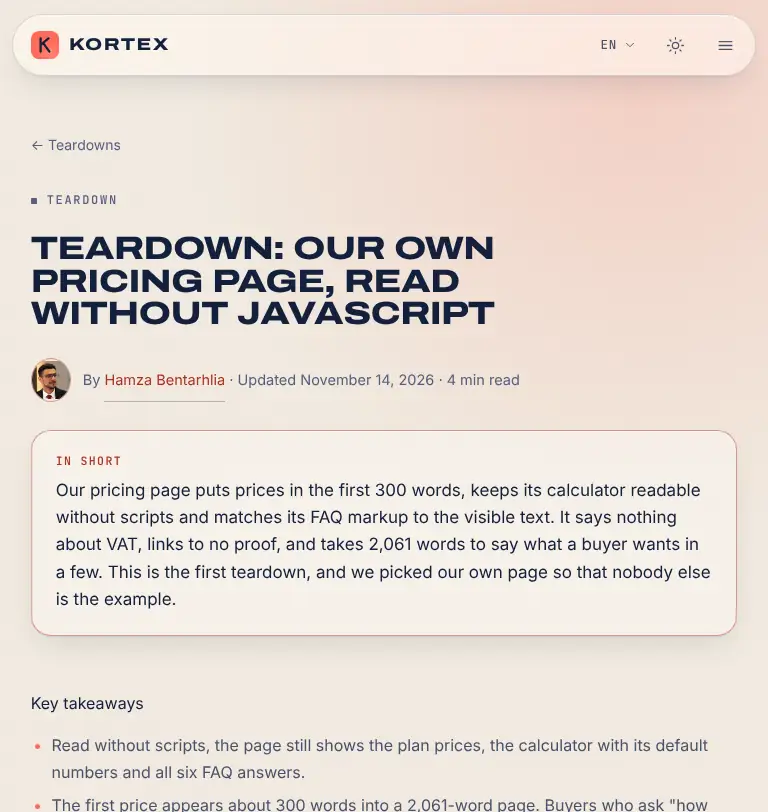 K KORTEX
EN
← Teardowns
TEARDOWN
TEARDOWN: OUR OWN
PRICING PAGE, READ
WITHOUT JAVASCRIPT
By Hamza Bentarhlia · Updated November 14, 2026 · 4 min read
IN SHORT
Our pricing page puts prices in the first 300 words, keeps its calculator readable
without scripts and matches its FAQ markup to the visible text. It says nothing
about VAT, links to no proof, and takes 2,061 words to say what a buyer wants in
a few. This is the first teardown, and we picked our own page so that nobody else
is the example.
Key takeaways
• Read without scripts, the page still shows the plan prices, the calculator with its default
numbers and all six FAQ answers.
• The first price appears about 300 words into a 2,061-word page. Buyers who ask "how